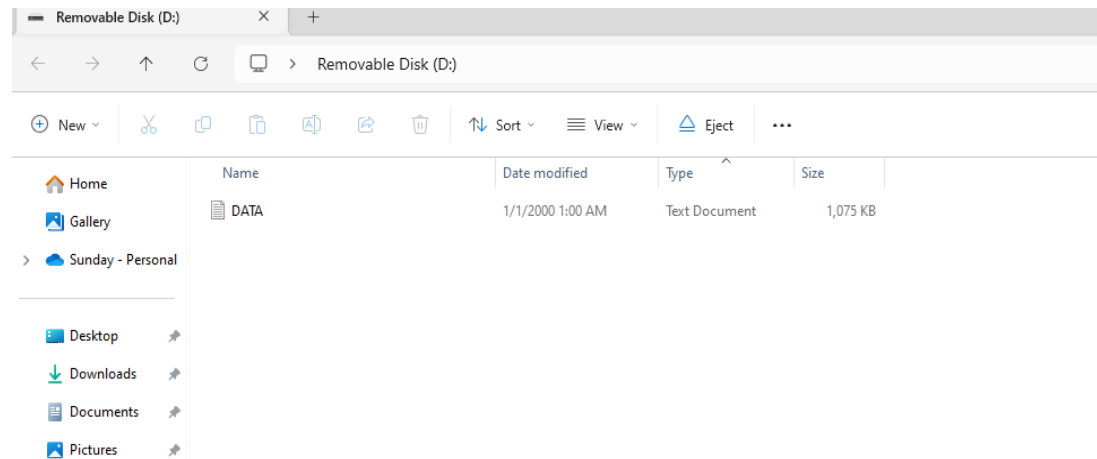 Removable Disk (D:)
Removable Disk (D:)
New
Sort
View
Eject
Home
Gallery
Sunday - Personal
Desktop
Downloads
Documents
Pictures
Name Date modified Type Size
DATA 1/1/2000 1:00 AM Text Document 1,075 KB